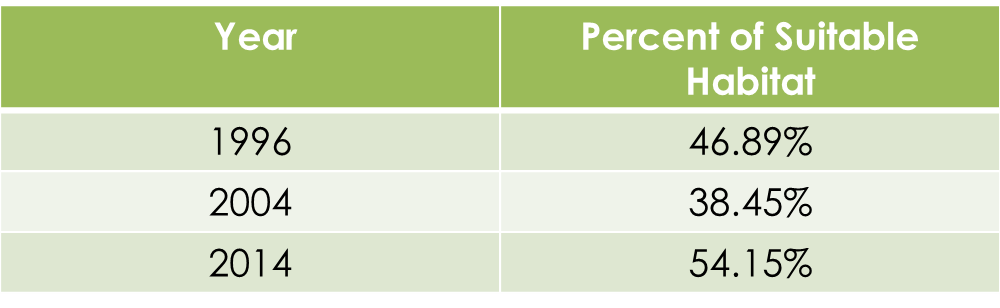 Year
Percent of Suitable
Habitat
1996
46.89%
2004
38.45%
2014
54.15%